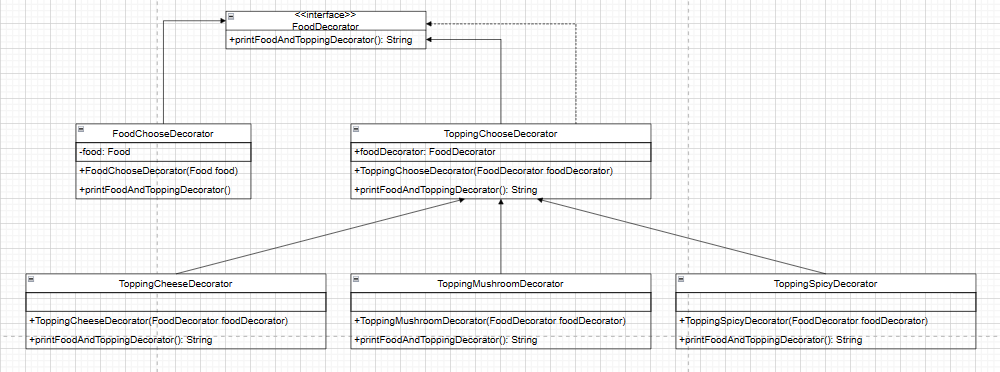 <<interface>>
FoodDecorator
+printFoodAndToppingDecorator(): String
FoodChooseDecorator
-food: Food
+FoodChooseDecorator(Food food)
+printFoodAndToppingDecorator()
ToppingChooseDecorator
+foodDecorator: FoodDecorator
+ToppingChooseDecorator(FoodDecorator foodDecorator)
+printFoodAndToppingDecorator(): String
ToppingCheeseDecorator
+ToppingCheeseDecorator(FoodDecorator foodDecorator)
+printFoodAndToppingDecorator(): String
ToppingMushroomDecorator
+ToppingMushroomDecorator(FoodDecorator foodDecorator)
+printFoodAndToppingDecorator(): String
ToppingSpicyDecorator
+ToppingSpicyDecorator(FoodDecorator foodDecorator)
+printFoodAndToppingDecorator(): String